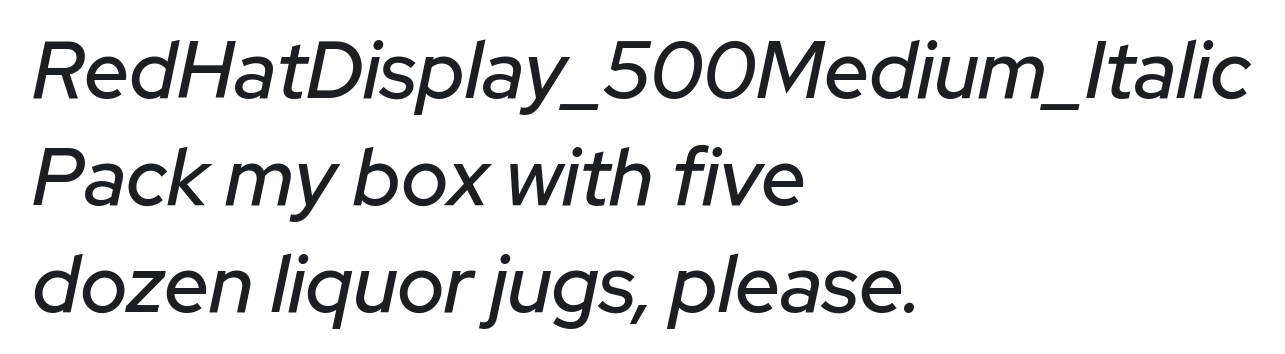 RedHatDisplay_500Medium_Italic
Pack my box with five
dozen liquor jugs, please.